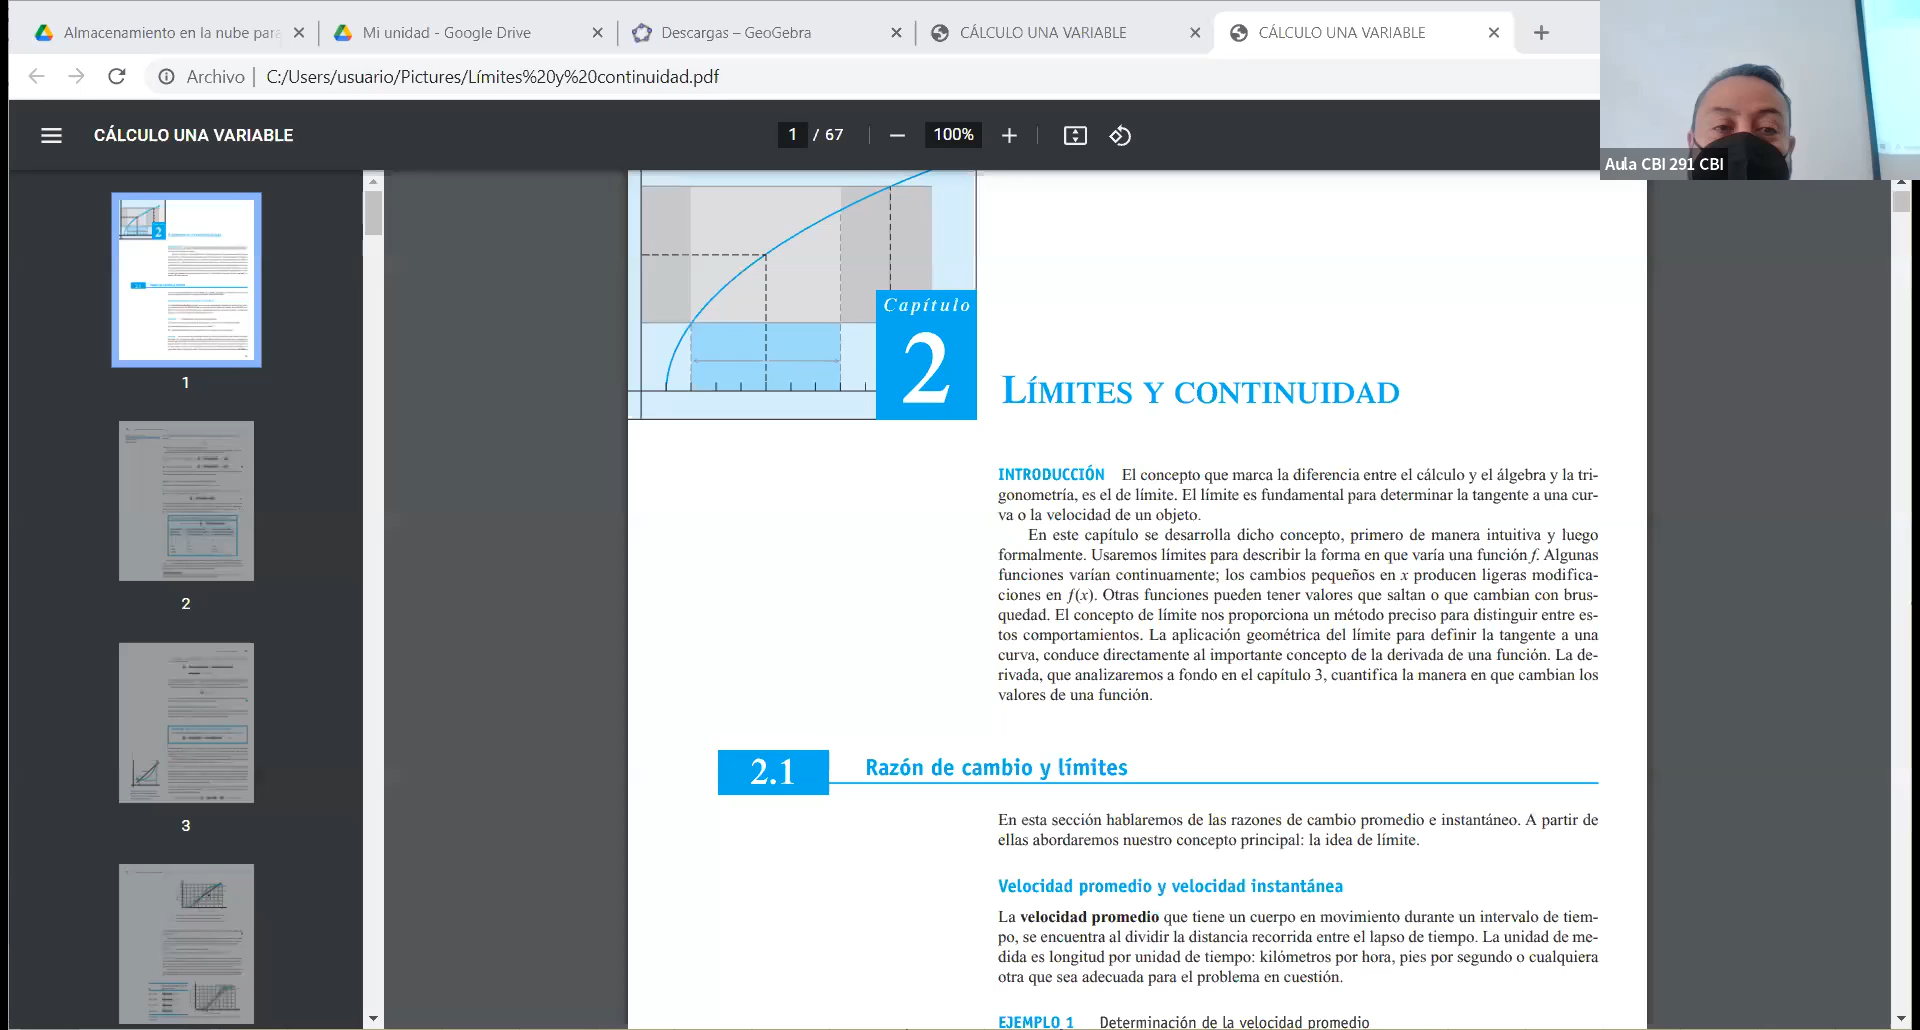 Almacenamiento en la nube para
Mi unidad - Google Drive
Descargas – GeoGebra
CÁLCULO UNA VARIABLE
CÁLCULO UNA VARIABLE
Archivo
C:/Users/usuario/Pictures/Límites%20y%20continuidad.pdf
CÁLCULO UNA VARIABLE
1 / 67
100%
Aula CBI 291 CBI
1
2
3
Capítulo
2
LÍMITES Y CONTINUIDAD
INTRODUCCIÓN El concepto que marca la diferencia entre el cálculo y el álgebra y la tri-
gonometría, es el de límite. El límite es fundamental para determinar la tangente a una cur-
va o la velocidad de un objeto.
En este capítulo se desarrolla dicho concepto, primero de manera intuitiva y luego
formalmente. Usaremos límites para describir la forma en que varía una función f. Algunas
funciones varían continuamente; los cambios pequeños en x producen ligeras modifica-
ciones en f(x). Otras funciones pueden tener valores que saltan o que cambian con brus-
quedad. El concepto de límite nos proporciona un método preciso para distinguir entre es-
tos comportamientos. La aplicación geométrica del límite para definir la tangente a una
curva, conduce directamente al importante concepto de la derivada de una función. La de-
rivada, que analizaremos a fondo en el capítulo 3, cuantifica la manera en que cambian los
valores de una función.
2.1
Razón de cambio y límites
En esta sección hablaremos de las razones de cambio promedio e instantáneo. A partir de
ellas abordaremos nuestro concepto principal: la idea de límite.
Velocidad promedio y velocidad instantánea
La velocidad promedio que tiene un cuerpo en movimiento durante un intervalo de tiem-
po, se encuentra al dividir la distancia recorrida entre el lapso de tiempo. La unidad de me-
dida es longitud por unidad de tiempo: kilómetros por hora, pies por segundo o cualquiera
otra que sea adecuada para el problema en cuestión.
EJEMPLO 1 Determinación de la velocidad promedio